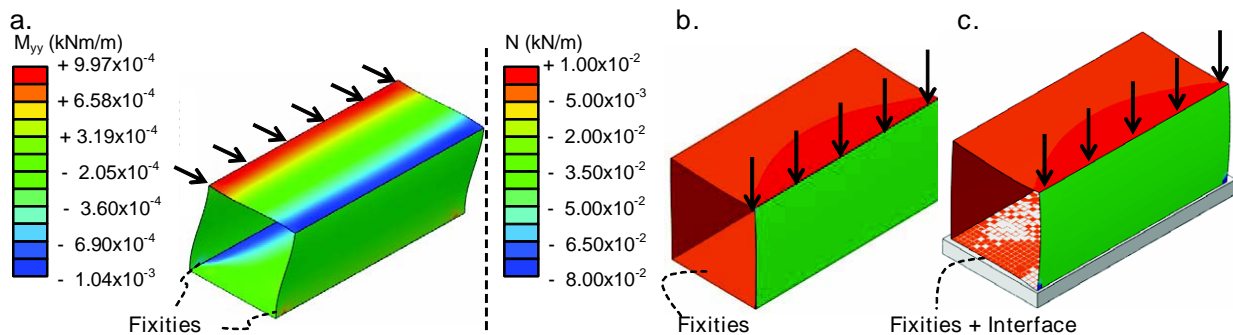 a.
M_yy (kNm/m)
+ 9.97x10^-4
+ 6.58x10^-4
+ 3.19x10^-4
- 2.05x10^-4
- 3.60x10^-4
- 6.90x10^-4
- 1.04x10^-3
Fixities
N (kN/m)
+ 1.00x10^-2
- 5.00x10^-3
- 2.00x10^-2
- 3.50x10^-2
- 5.00x10^-2
- 6.50x10^-2
- 8.00x10^-2
b.
Fixities
c.
Fixities + Interface